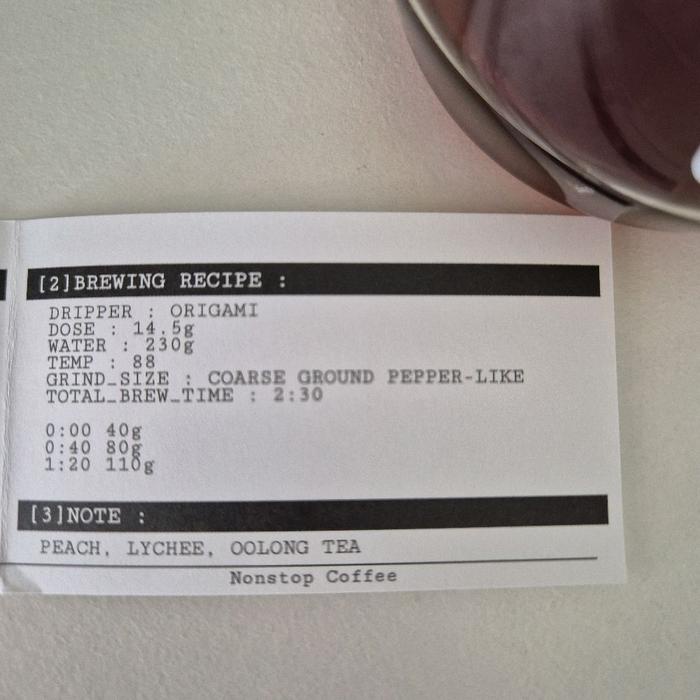 [2]BREWING RECIPE :
DRIPPER : ORIGAMI
DOSE : 14.5g
WATER : 230g
TEMP : 88
GRIND_SIZE : COARSE GROUND PEPPER-LIKE
TOTAL_BREW_TIME : 2:30
0:00 40g
0:40 80g
1:20 110g
[3]NOTE :
PEACH, LYCHEE, OOLONG TEA
Nonstop Coffee